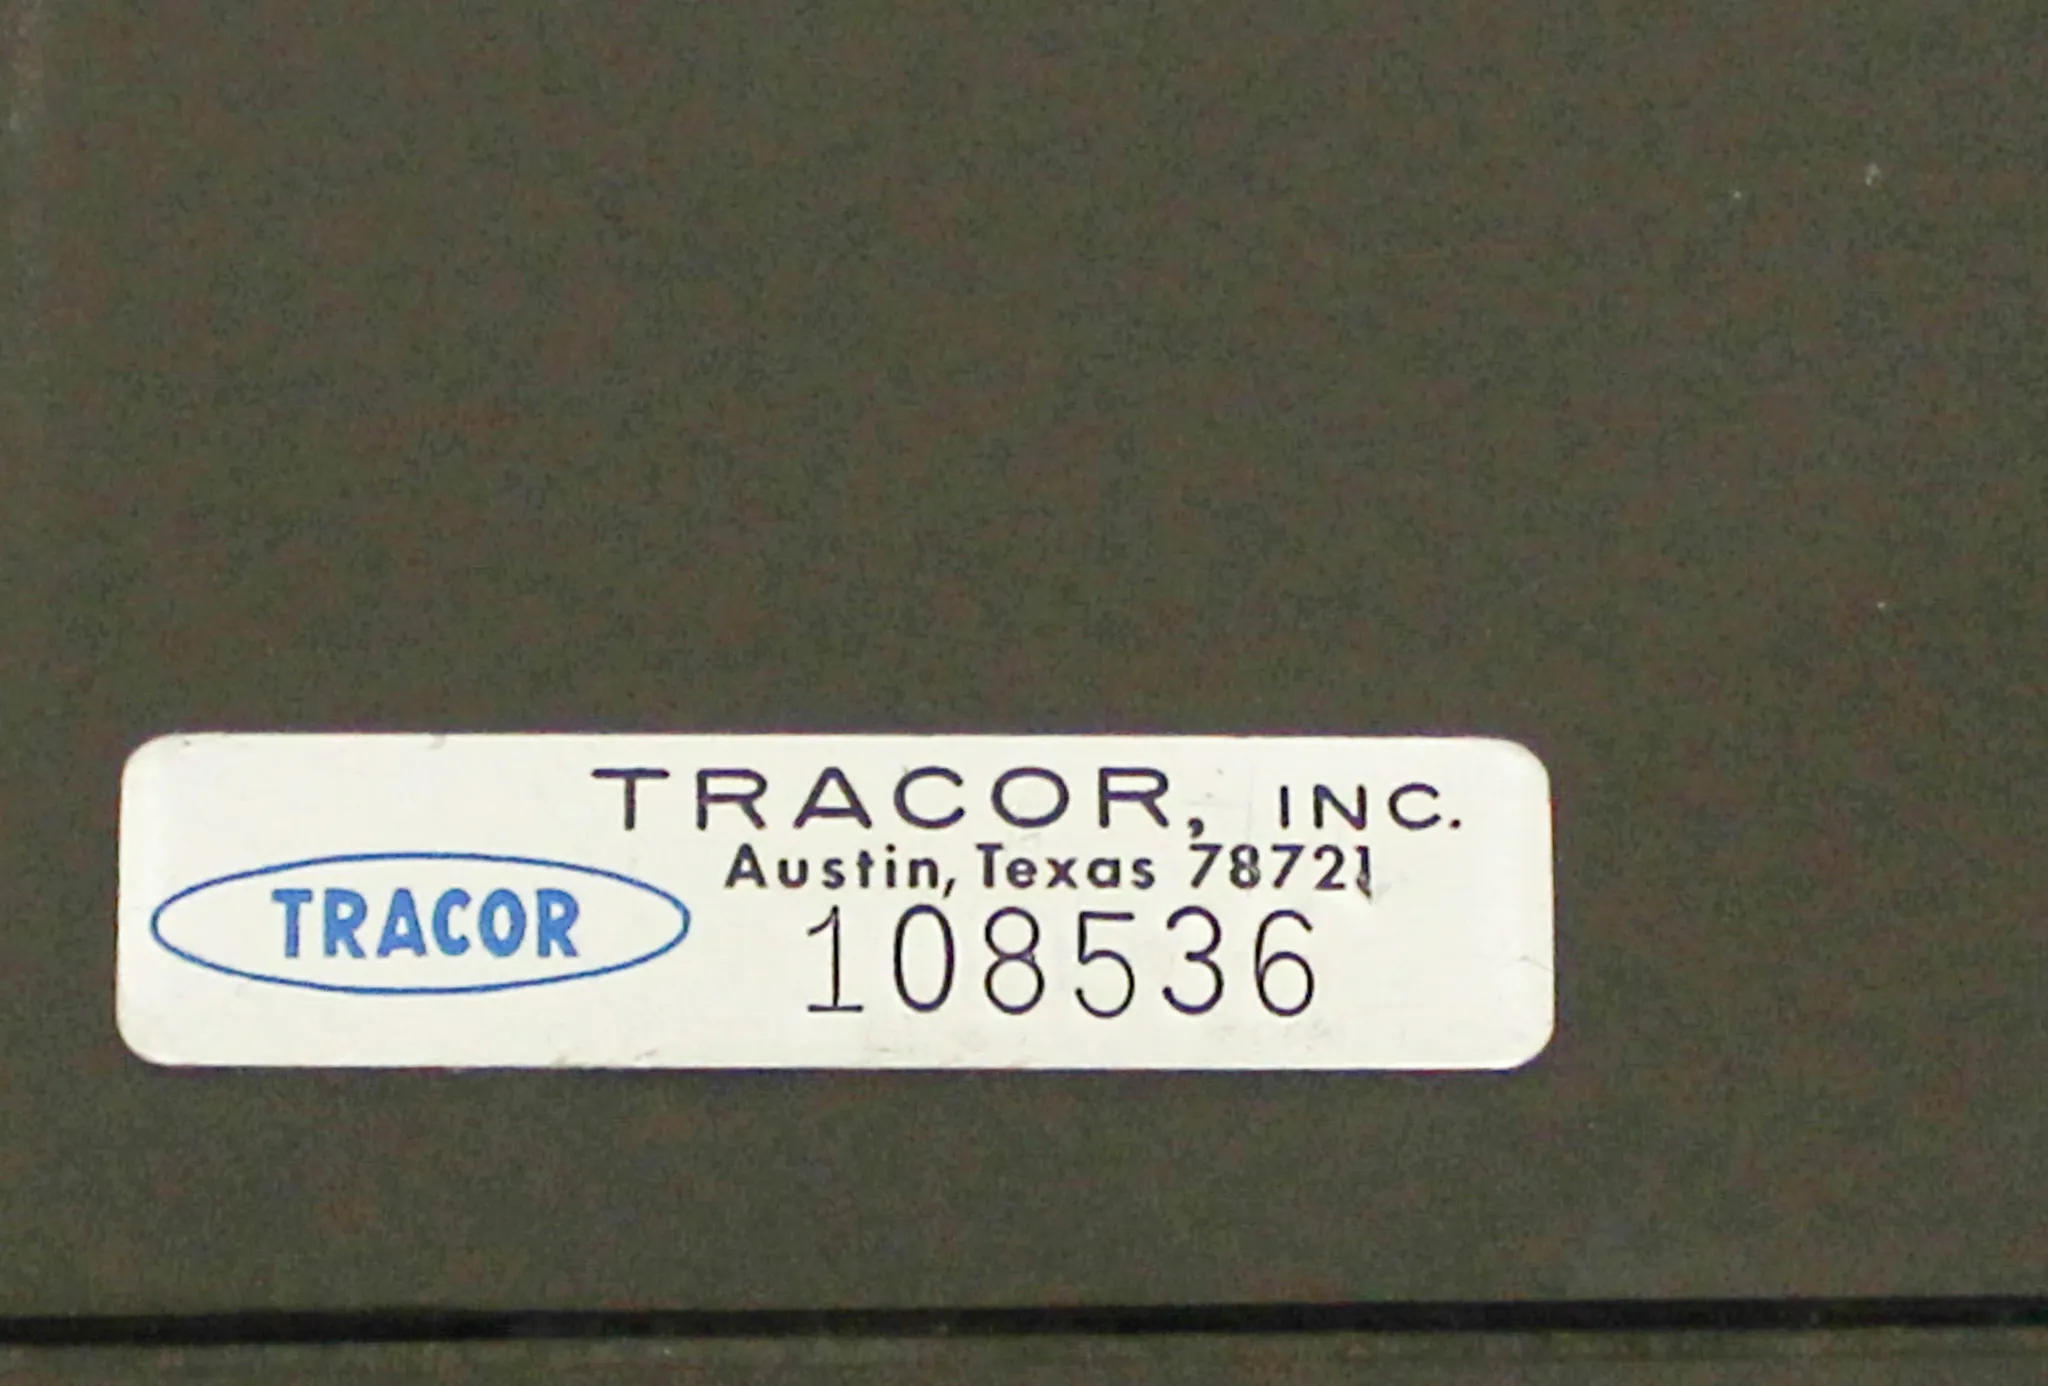 TRACOR, INC.
Austin, Texas 78721
TRACOR
108536